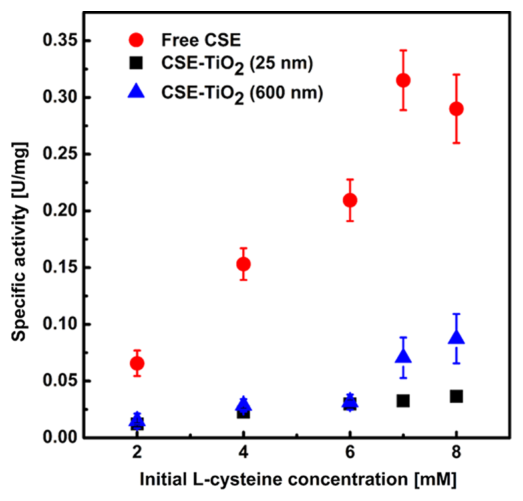 Free CSE
CSE-TiO2 (25 nm)
CSE-TiO2 (600 nm)
Specific activity [U/mg]
0.35
0.30
0.25
0.20
0.15
0.10
0.05
0.00
2 4 6 8
Initial L-cysteine concentration [mM]